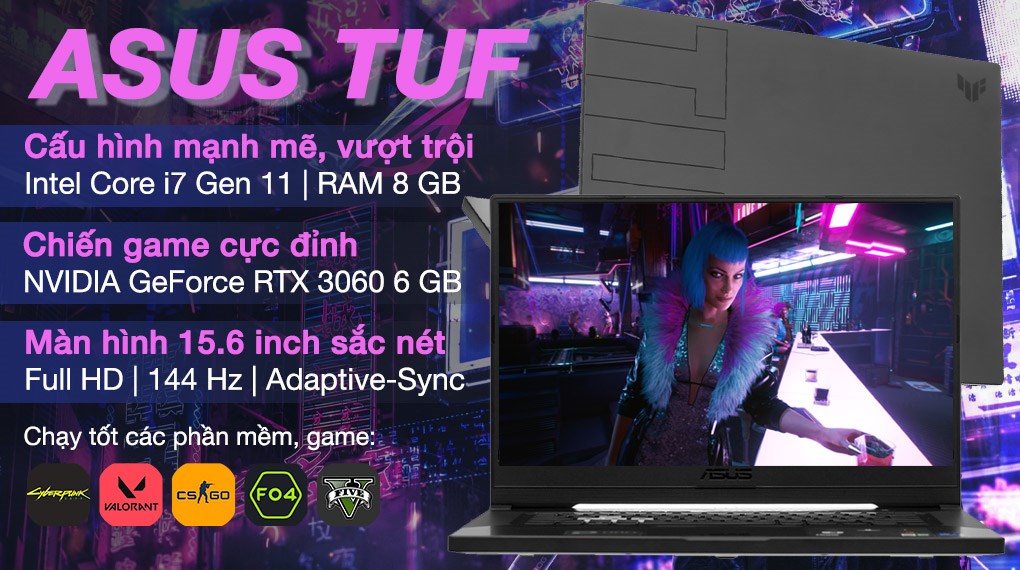 ASUS TUF
Cấu hình mạnh mẽ, vượt trội
Intel Core i7 Gen 11 | RAM 8 GB
Chiến game cực đỉnh
NVIDIA GeForce RTX 3060 6 GB
Màn hình 15.6 inch sắc nét
Full HD | 144 Hz | Adaptive-Sync
Chạy tốt các phần mềm, game:
Cyberpunk
VALORANT
CS GO
FO4
V
FIVE
TUF
ASUS